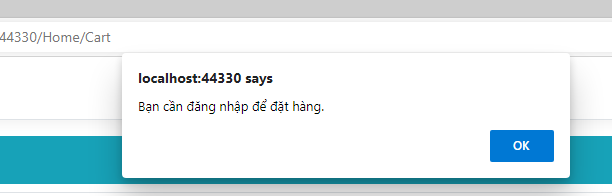 44330/Home/Cart
localhost:44330 says
Bạn cần đăng nhập để đặt hàng.
OK